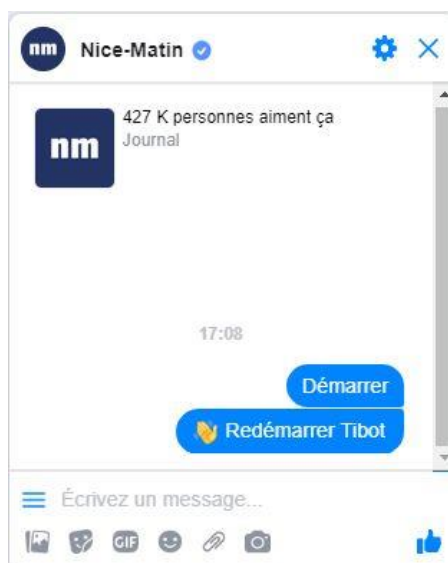 nm Nice-Matin
427 K personnes aiment ça
nm
Journal
17:08
Démarrer
👋 Redémarrer Tibot
Écrivez un message...
GIF